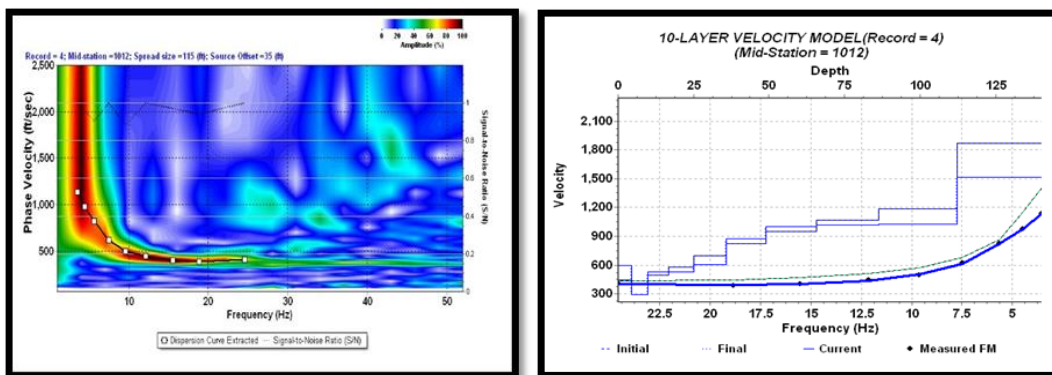 0 20 40 60 80 100
Amplitude (%)
Record = 4; Mid-station =1012; Spread size =115 (ft); Source Offset =35 (ft)
2,500
2,000
1,500
1,000
500
Phase Velocity (ft/sec)
1
0.8
0.6
0.4
0.2
0
Signal-to-Noise Ratio (S/N)
10 20 30 40 50
Frequency (Hz)
Dispersion Curve Extracted Signal-to-Noise Ratio (S/N)
10-LAYER VELOCITY MODEL(Record = 4)
(Mid-Station = 1012)
Depth
0 25 50 75 100 125
2,100
1,800
1,500
1,200
900
600
300
Velocity
22.5 20 17.5 15 12.5 10 7.5 5
Frequency (Hz)
Initial Final Current Measured FM